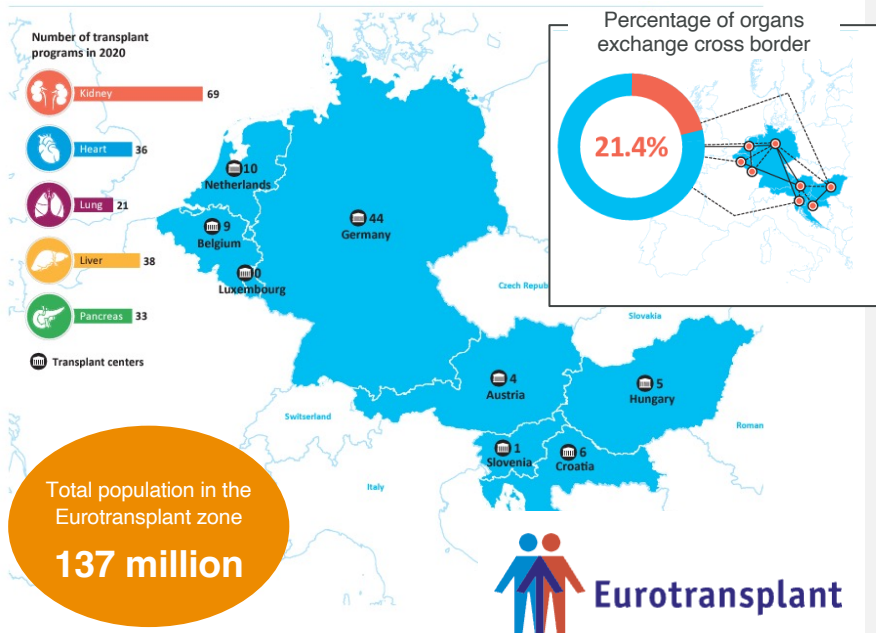 Number of transplant
programs in 2020
Kidney 69
Heart 36
Lung 21
Liver 38
Pancreas 33
Transplant centers
Percentage of organs
exchange cross border
21.4%
10
Netherlands
9
Belgium
0
Luxembourg
44
Germany
Czech Repub
Slovakia
4
Austria
5
Hungary
Switzerland
1
Slovenia
6
Croatia
Roman
Italy
Total population in the
Eurotransplant zone
137 million
Eurotransplant